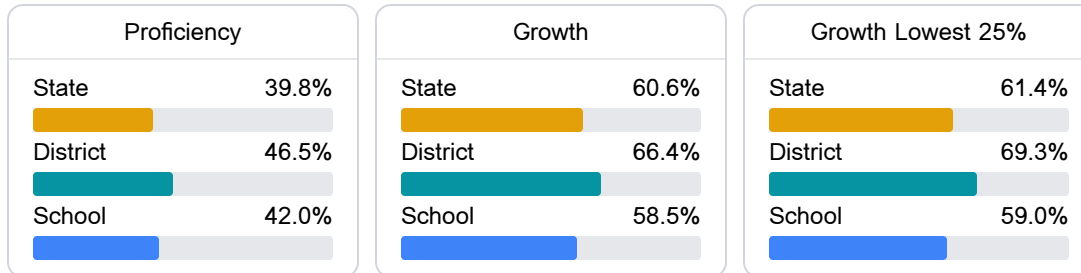 Proficiency
State 39.8%
District 46.5%
School 42.0%
Growth
State 60.6%
District 66.4%
School 58.5%
Growth Lowest 25%
State 61.4%
District 69.3%
School 59.0%